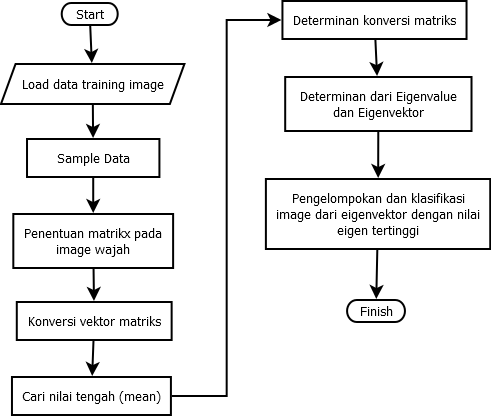 Start
Load data training image
Sample Data
Penentuan matrikx pada
image wajah
Konversi vektor matriks
Cari nilai tengah (mean)
Determinan konversi matriks
Determinan dari Eigenvalue
dan Eigenvektor
Pengelompokan dan klasifikasi
image dari eigenvektor dengan nilai
eigen tertinggi
Finish